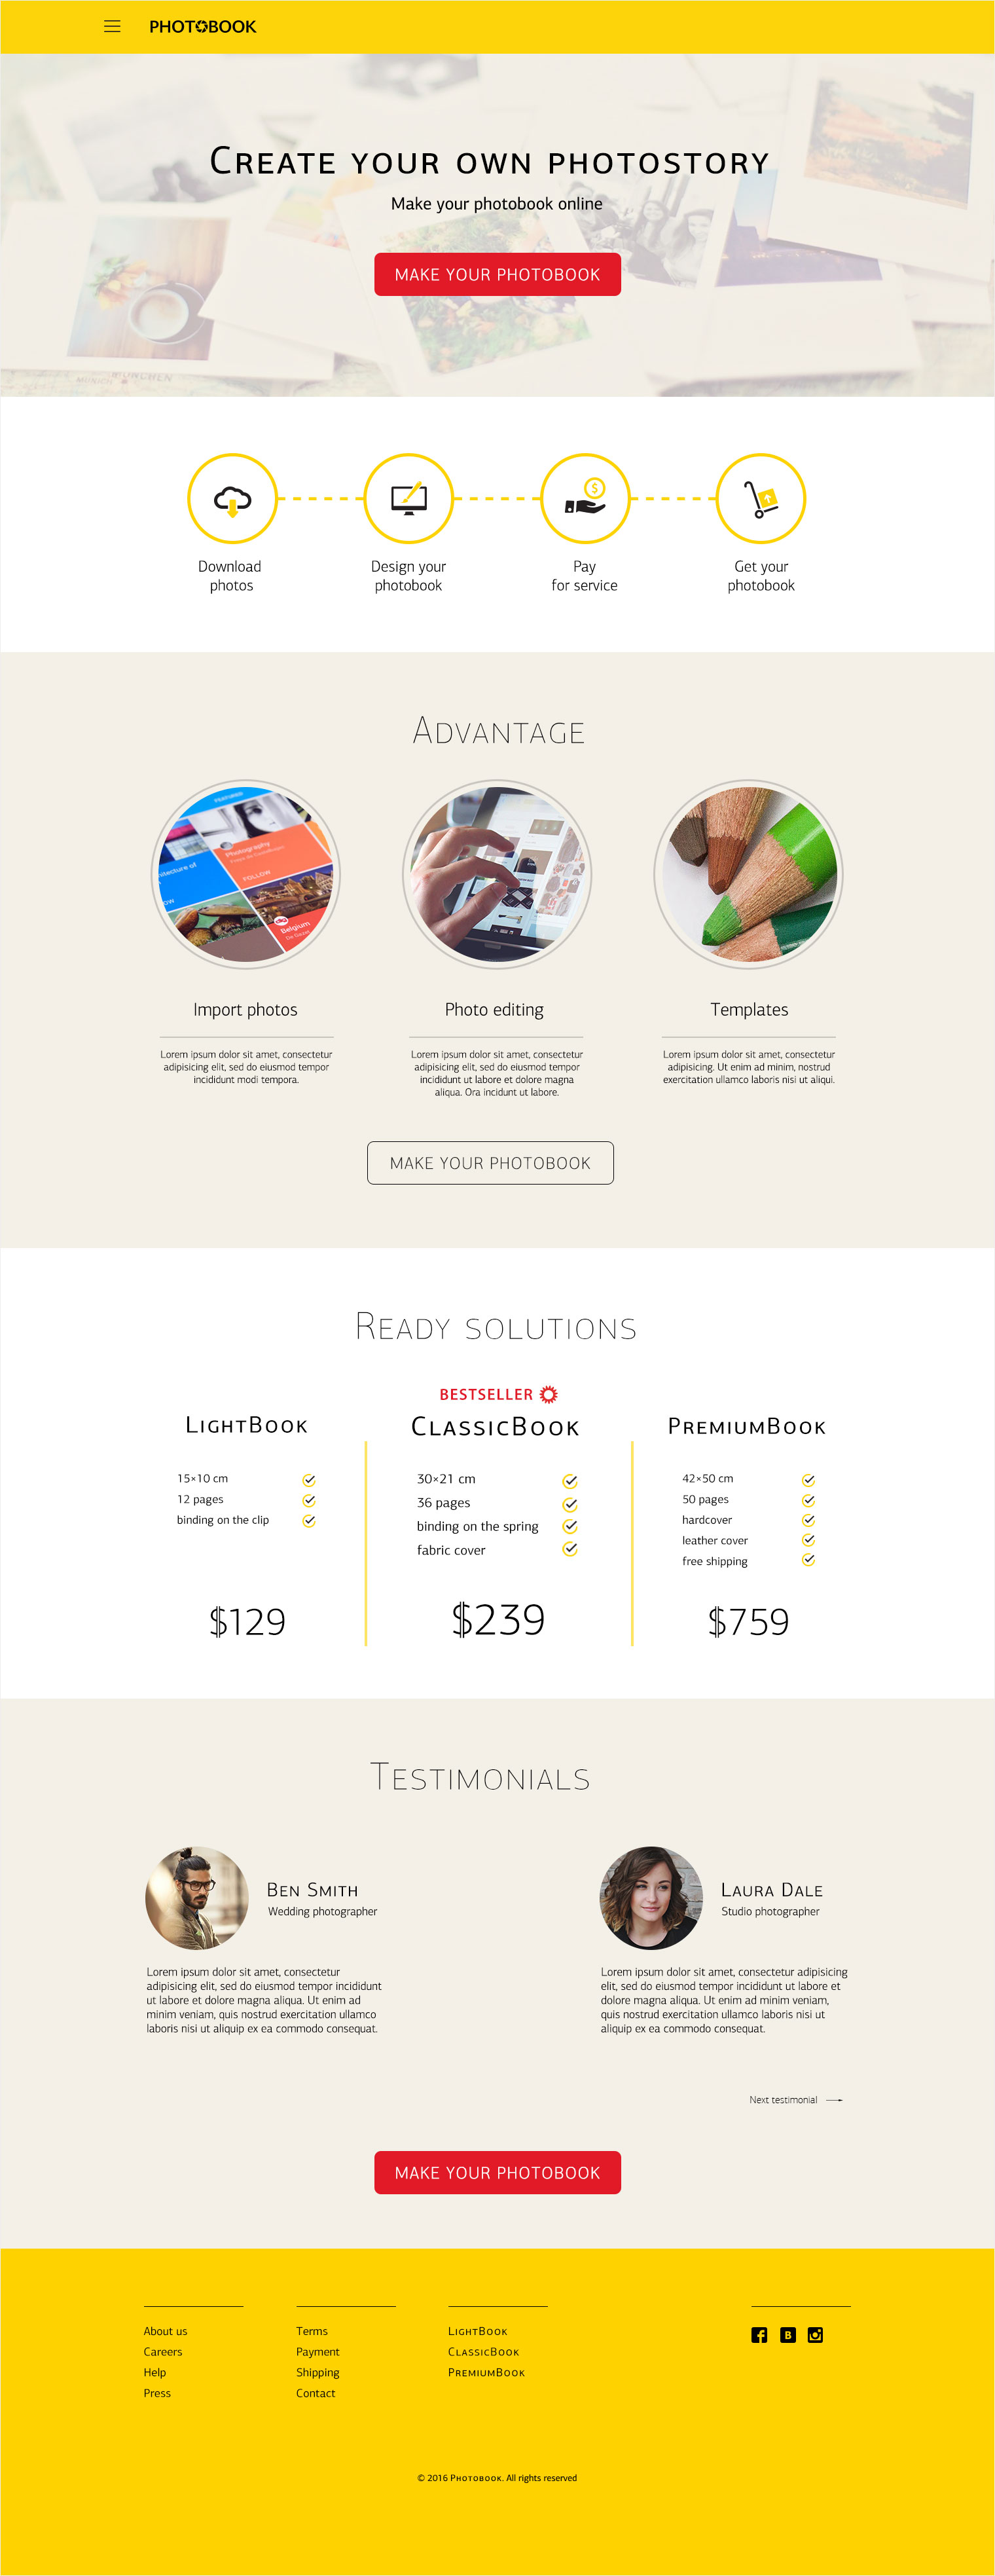 PHOTOBOOK
MÜNCHEN
CREATE YOUR OWN PHOTOSTORY
Make your photobook online
MAKE YOUR PHOTOBOOK
Download
photos
Design your
photobook
Pay
for service
Get your
photobook
ADVANTAGE
FEATURED
Photography
FOLLOW
Belgium
Import photos
Lorem ipsum dolor sit amet, consectetur
adipisicing elit, sed do eiusmod tempor
incididunt modi tempora.
Photo editing
Lorem ipsum dolor sit amet, consectetur
adipisicing elit, sed do eiusmod tempor
incididunt ut labore et dolore magna
aliqua. Ora incidunt ut labore.
Templates
Lorem ipsum dolor sit amet, consectetur
adipisicing. Ut enim ad minim, nostrud
exercitation ullamco laboris nisi ut aliqui.
MAKE YOUR PHOTOBOOK
READY SOLUTIONS
LIGHTBOOK
15×10 cm
12 pages
binding on the clip
$129
BESTSELLER
CLASSICBOOK
30×21 cm
36 pages
binding on the spring
fabric cover
$239
PREMIUMBOOK
42×50 cm
50 pages
hardcover
leather cover
free shipping
$759
TESTIMONIALS
BEN SMITH
Wedding photographer
Lorem ipsum dolor sit amet, consectetur
adipisicing elit, sed do eiusmod tempor incididunt
ut labore et dolore magna aliqua. Ut enim ad
minim veniam, quis nostrud exercitation ullamco
laboris nisi ut aliquip ex ea commodo consequat.
LAURA DALE
Studio photographer
Lorem ipsum dolor sit amet, consectetur adipisicing
elit, sed do eiusmod tempor incididunt ut labore et
dolore magna aliqua. Ut enim ad minim veniam,
quis nostrud exercitation ullamco laboris nisi ut
aliquip ex ea commodo consequat.
Next testimonial
MAKE YOUR PHOTOBOOK
About us
Careers
Help
Press
Terms
Payment
Shipping
Contact
LIGHTBOOK
CLASSICBOOK
PREMIUMBOOK
© 2016 PHOTOBOOK. All rights reserved